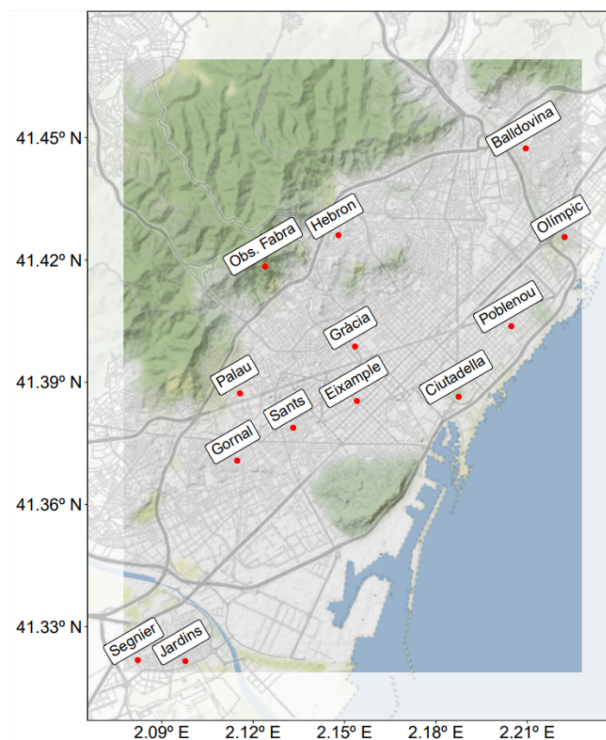 Balldovina
41.45º N
Hebron
Olímpic
Obs. Fabra
41.42º N
Poblenou
Gràcia
Ciutadella
Palau
Eixample
41.39º N
Sants
Gornal
41.36º N
41.33º N
Segnier
Jardins
2.09º E
2.12º E
2.15º E
2.18º E
2.21º E